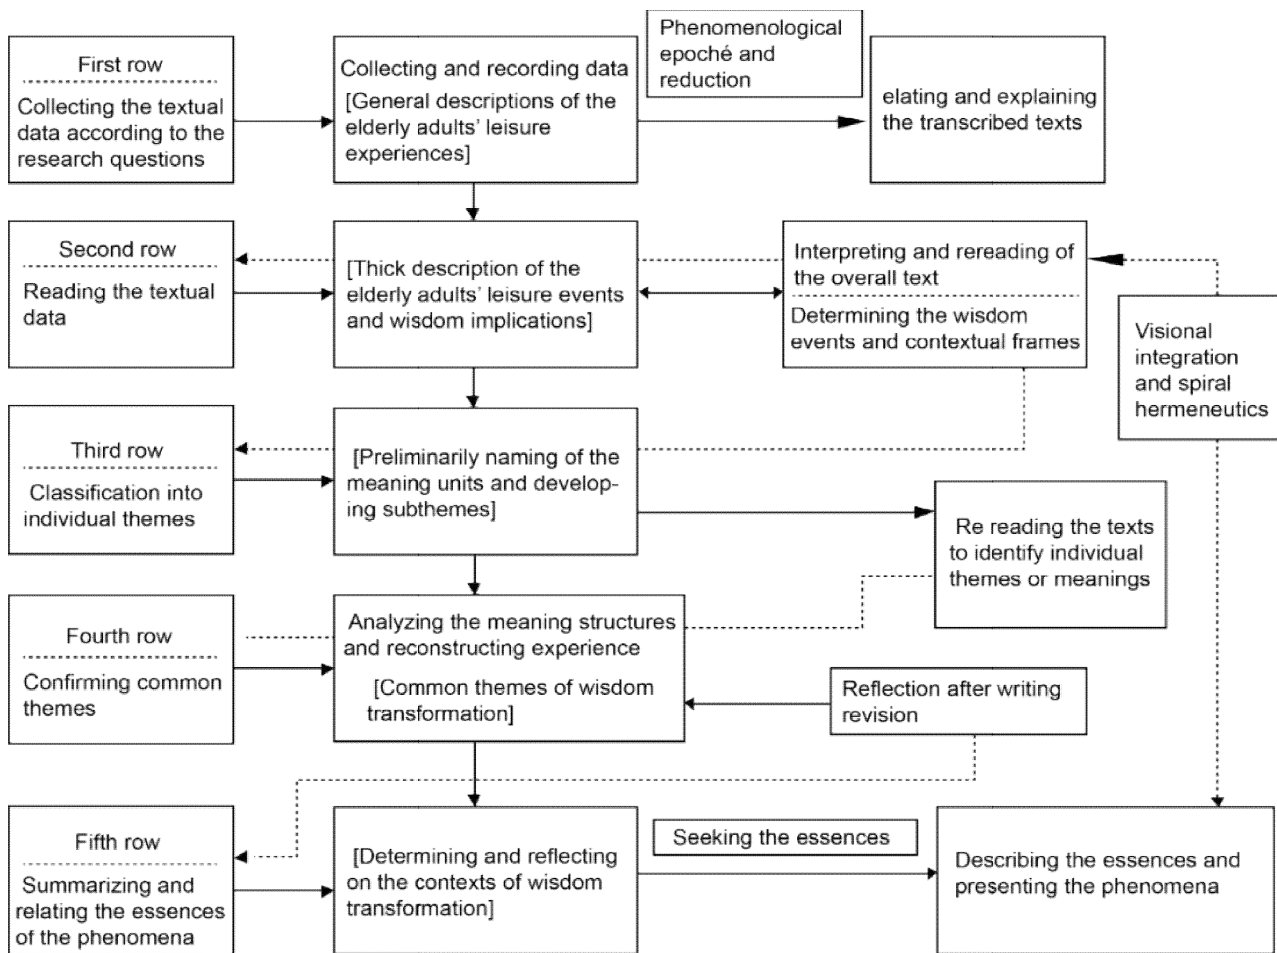 Phenomenological
epoché and
reduction
First row
Collecting the textual
data according to the
research questions
Collecting and recording data
[General descriptions of the
elderly adults' leisure
experiences]
elating and explaining
the transcribed texts
Second row
Reading the textual
data
[Thick description of the
elderly adults' leisure events
and wisdom implications]
Interpreting and rereading of
the overall text
Determining the wisdom
events and contextual frames
Visional
integration
and spiral
hermeneutics
Third row
Classification into
individual themes
[Preliminarily naming of the
meaning units and develop-
ing subthemes]
Re reading the texts
to identify individual
themes or meanings
Fourth row
Confirming common
themes
Analyzing the meaning structures
and reconstructing experience
[Common themes of wisdom
transformation]
Reflection after writing
revision
Fifth row
Summarizing and
relating the essences
of the phenomena
[Determining and reflecting
on the contexts of wisdom
transformation]
Seeking the essences
Describing the essences and
presenting the phenomena